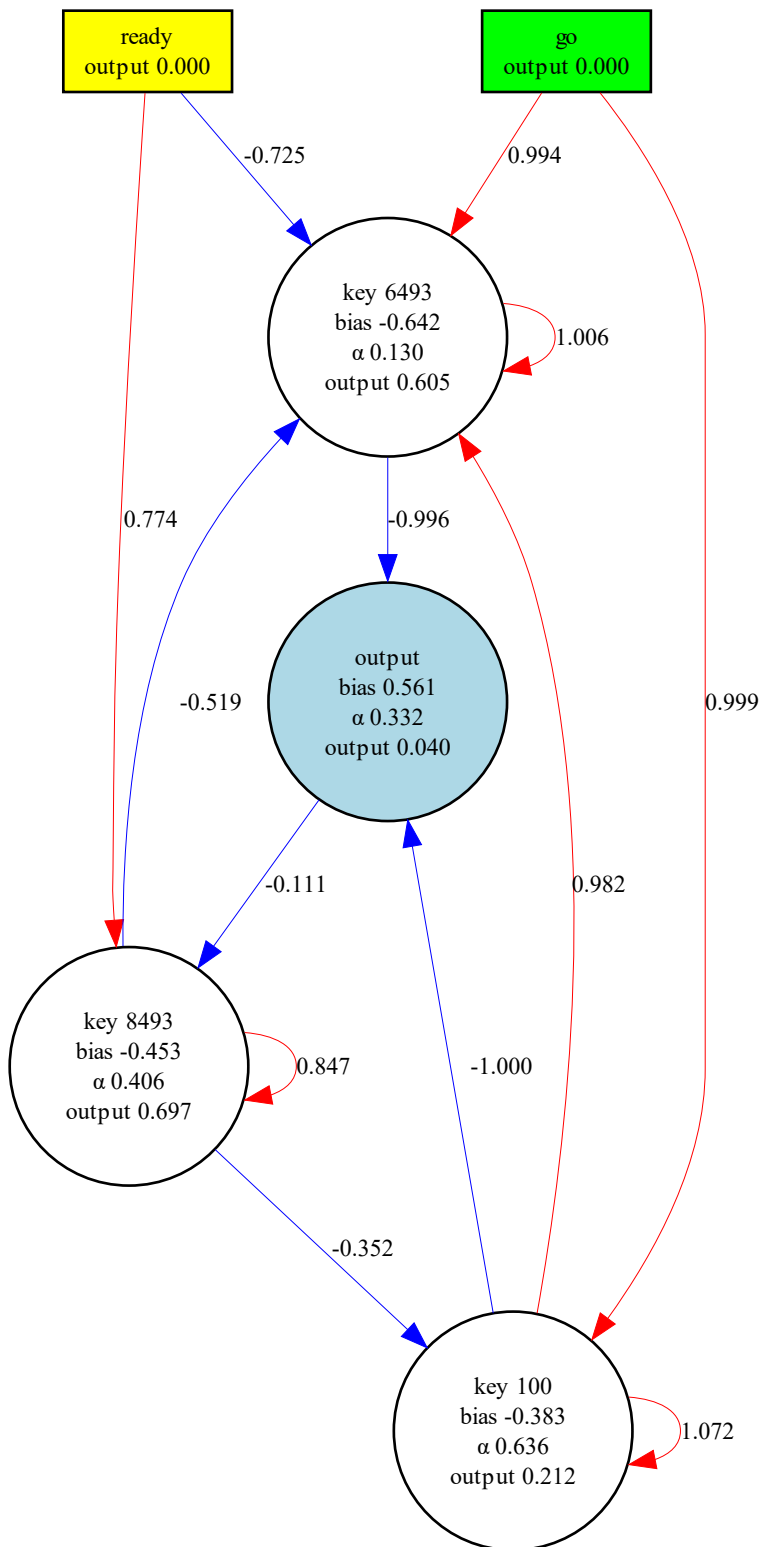 ready
output 0.000
go
output 0.000
-0.725
0.994
key 6493
bias -0.642
α 0.130
output 0.605
1.006
0.774
-0.996
-0.519
output
bias 0.561
α 0.332
output 0.040
0.999
-0.111
0.982
key 8493
bias -0.453
α 0.406
output 0.697
0.847
-1.000
-0.352
key 100
bias -0.383
α 0.636
output 0.212
1.072